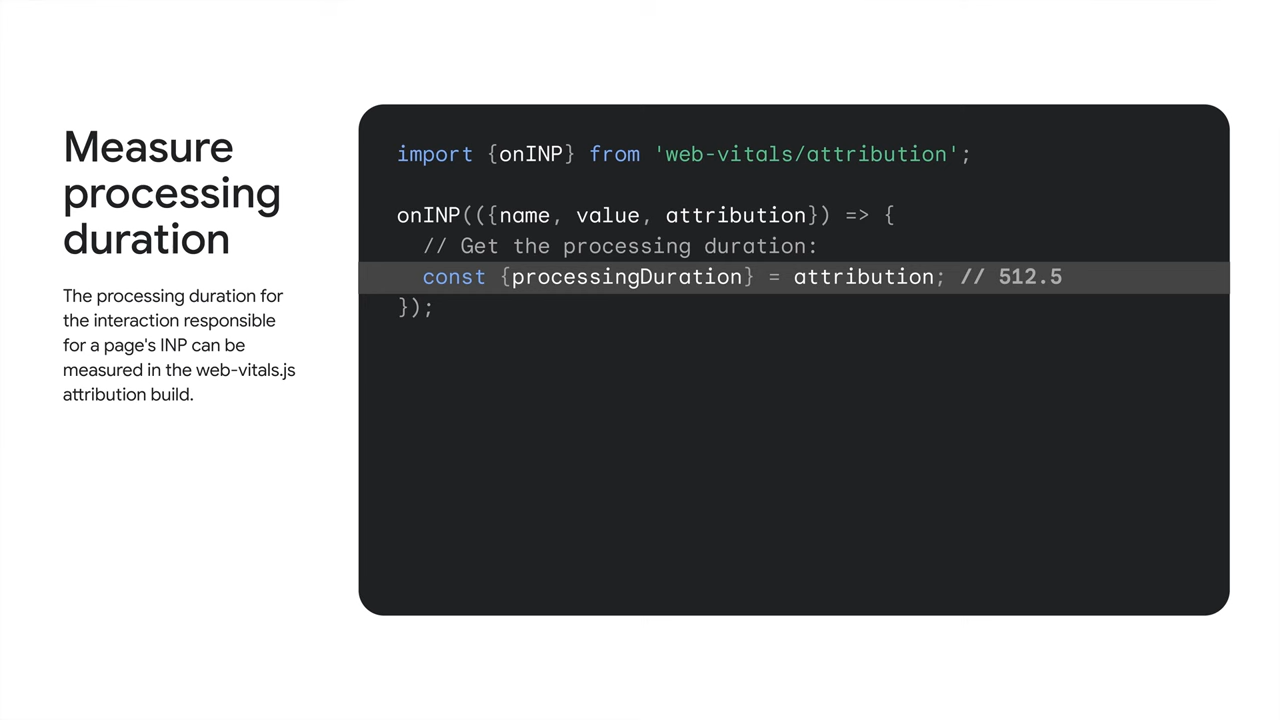 Measure
processing
duration
The processing duration for
the interaction responsible
for a page's INP can be
measured in the web-vitals.js
attribution build.
import {onINP} from 'web-vitals/attribution';
onINP(({name, value, attribution}) => {
  // Get the processing duration:
  const {processingDuration} = attribution; // 512.5
});